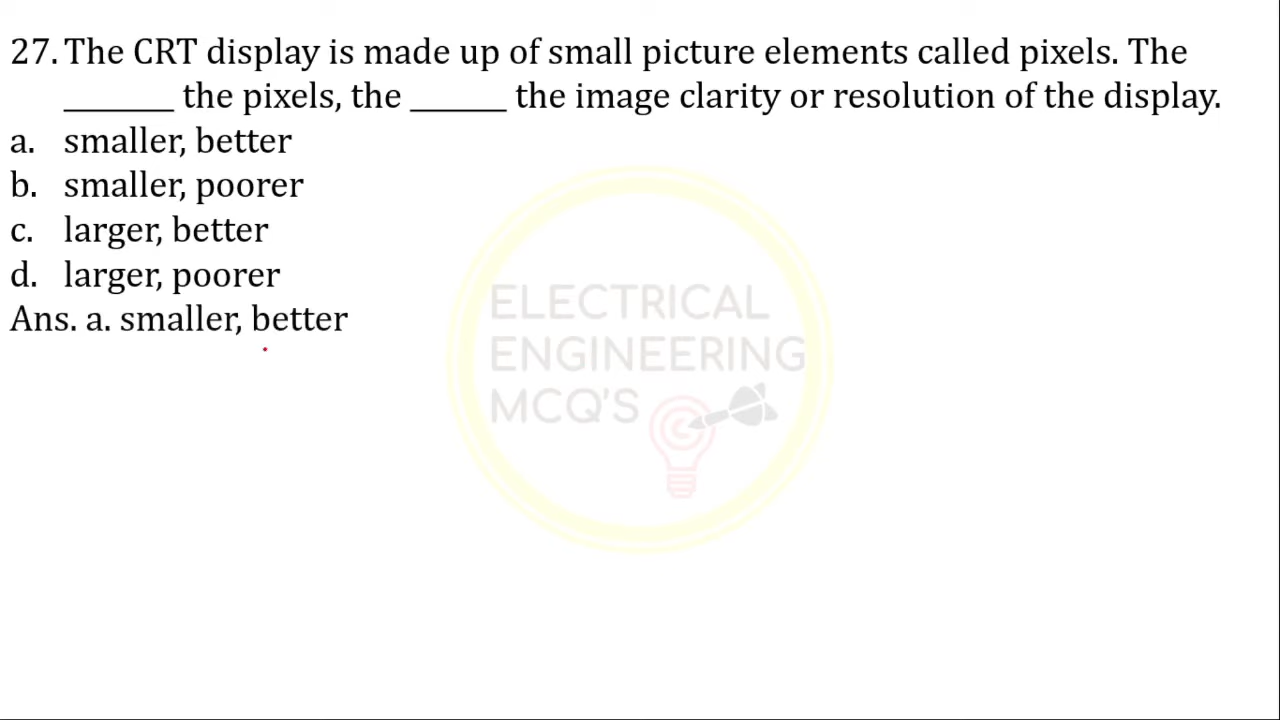 27. The CRT display is made up of small picture elements called pixels. The
_______ the pixels, the ______ the image clarity or resolution of the display.
a. smaller, better
b. smaller, poorer
c. larger, better
d. larger, poorer
Ans. a. smaller, better
ELECTRICAL
ENGINEERING
MCQ'S